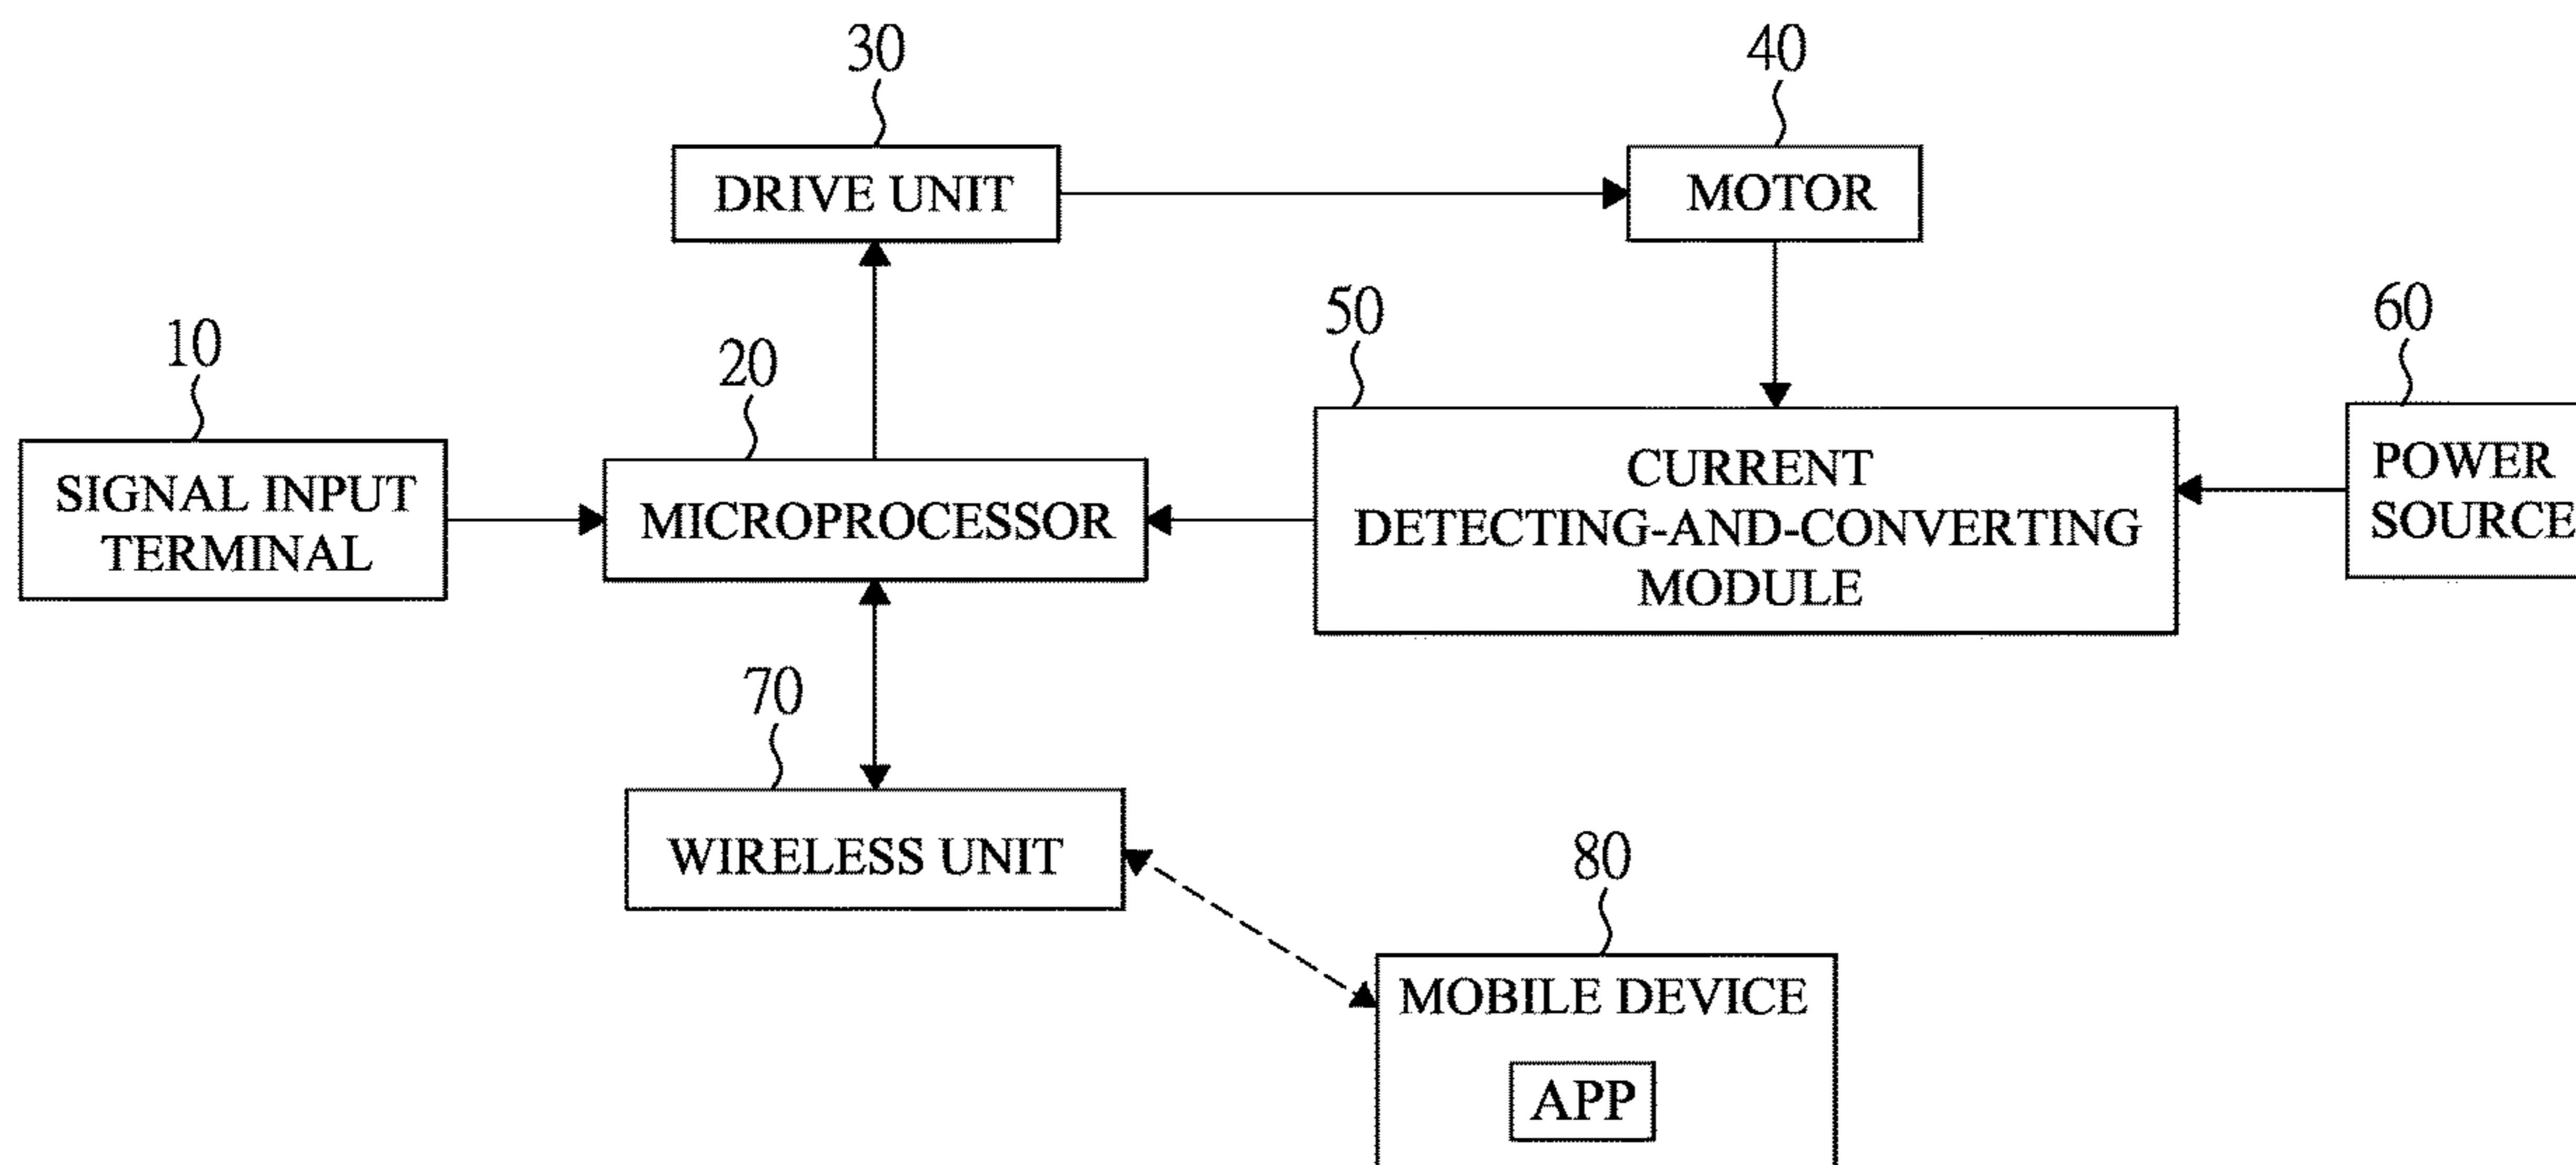 30
40
DRIVE UNIT
MOTOR
10
20
50
60
SIGNAL INPUT
TERMINAL
MICROPROCESSOR
CURRENT
DETECTING-AND-CONVERTING
MODULE
POWER
SOURCE
70
WIRELESS UNIT
80
MOBILE DEVICE
APP